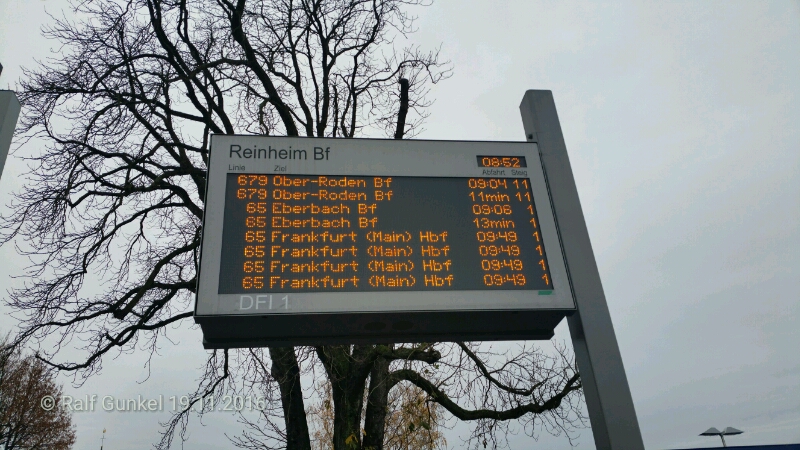 Reinheim Bf
08:52
Linie Ziel Abfahrt Steig
679 Ober-Roden Bf 09:04 11
679 Ober-Roden Bf 11min 11
65 Eberbach Bf 09:06 1
65 Eberbach Bf 13min 1
65 Frankfurt (Main) Hbf 09:49 1
65 Frankfurt (Main) Hbf 09:49 1
65 Frankfurt (Main) Hbf 09:49 1
65 Frankfurt (Main) Hbf 09:49 1
DFI 1
© Ralf Gunkel 19.11.2016